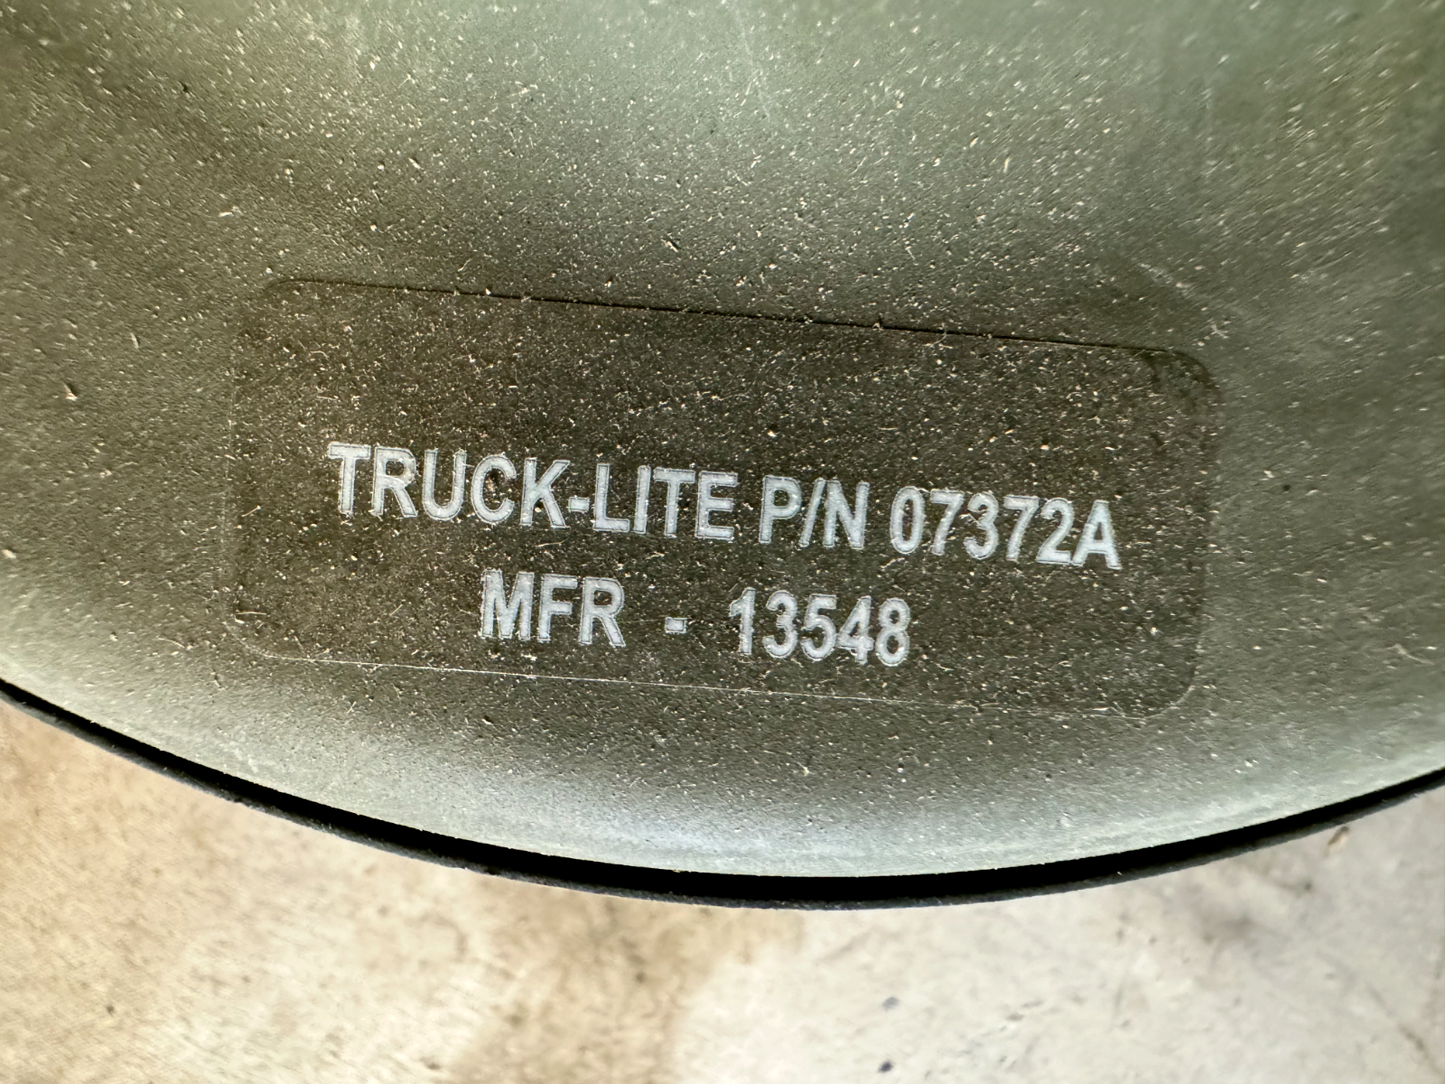 TRUCK-LITE P/N 07372A
MFR - 13548